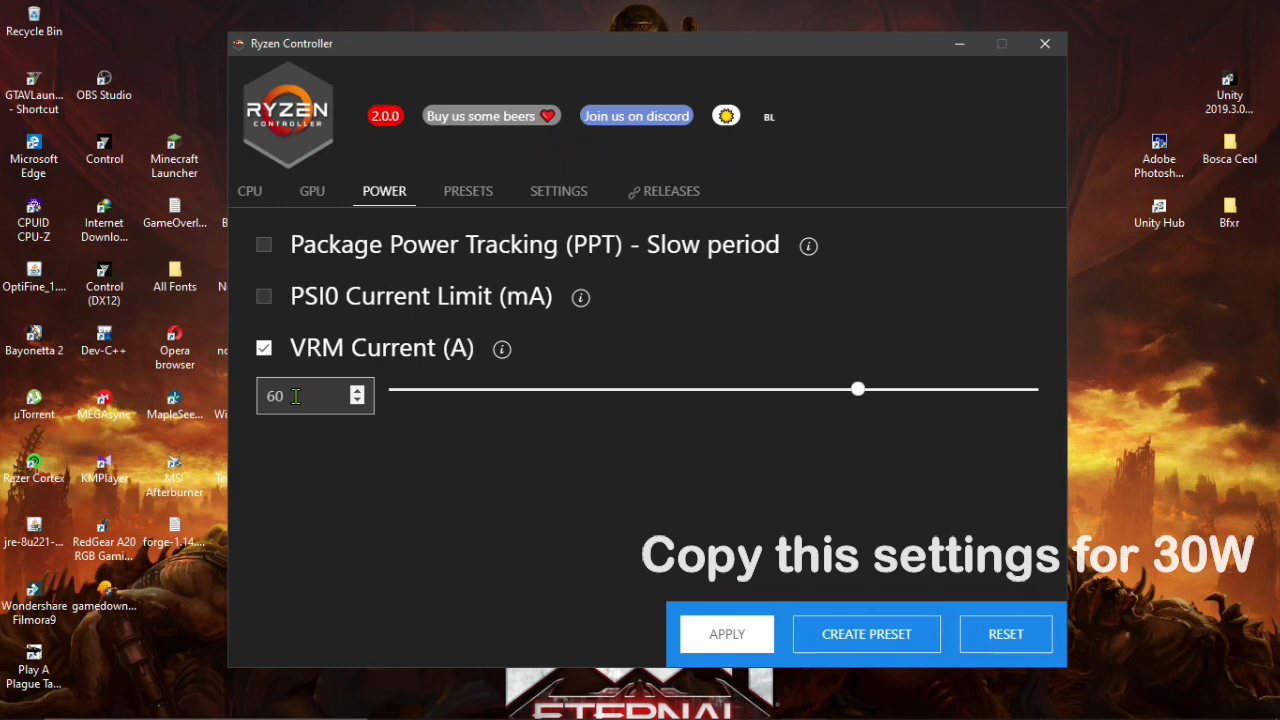 Recycle Bin
GTAVLaun...
- Shortcut
OBS Studio
Microsoft
Edge
Control
Minecraft
Launcher
CPUID
CPU-Z
Internet
Downlo...
GameOverl...
OptiFine_1....
Control
(DX12)
All Fonts
Bayonetta 2
Dev-C++
Opera
browser
µTorrent
MEGAsync
MapleSee...
Razer Cortex
KMPlayer
MSI
Afterburner
jre-8u221-...
RedGear A20
RGB Gami...
forge-1.14....
Wondershare
Filmora9
gamedown...
Play A
Plague Ta...
Ryzen Controller
RYZEN
CONTROLLER
2.0.0
Buy us some beers
Join us on discord
BL
CPU
GPU
POWER
PRESETS
SETTINGS
RELEASES
Package Power Tracking (PPT) - Slow period
PSI0 Current Limit (mA)
VRM Current (A)
60
Copy this settings for 30W
APPLY
CREATE PRESET
RESET
Unity
2019.3.0...
Adobe
Photosh...
Bosca Ceol
Unity Hub
Bfxr
ETERNAL